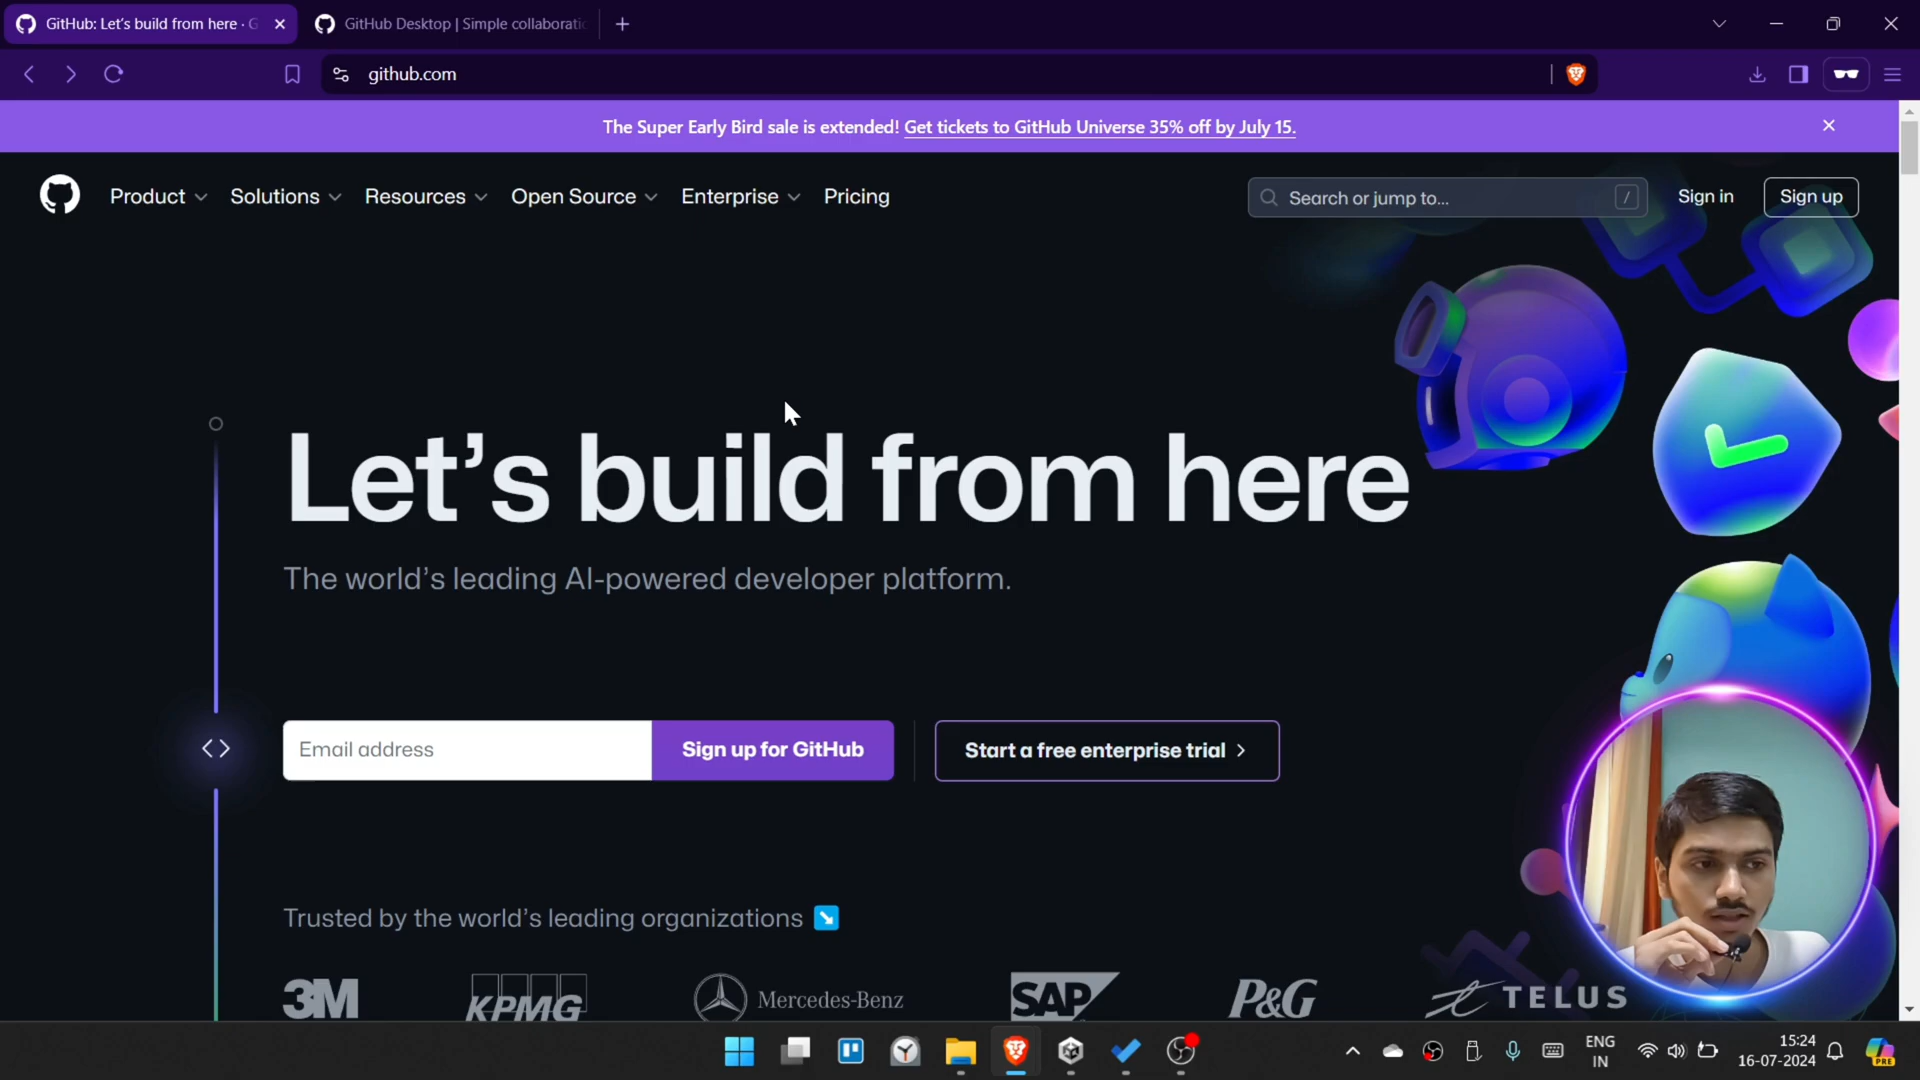 GitHub: Let's build from here · G
GitHub Desktop | Simple collaboratio
github.com
The Super Early Bird sale is extended! Get tickets to GitHub Universe 35% off by July 15.
Product
Solutions
Resources
Open Source
Enterprise
Pricing
Search or jump to...
/
Sign in
Sign up
Let's build from here
The world's leading AI-powered developer platform.
Email address
Sign up for GitHub
Start a free enterprise trial
Trusted by the world's leading organizations
3M
KPMG
Mercedes-Benz
SAP
P&G
TELUS
ENG
IN
15:24
16-07-2024
PRE